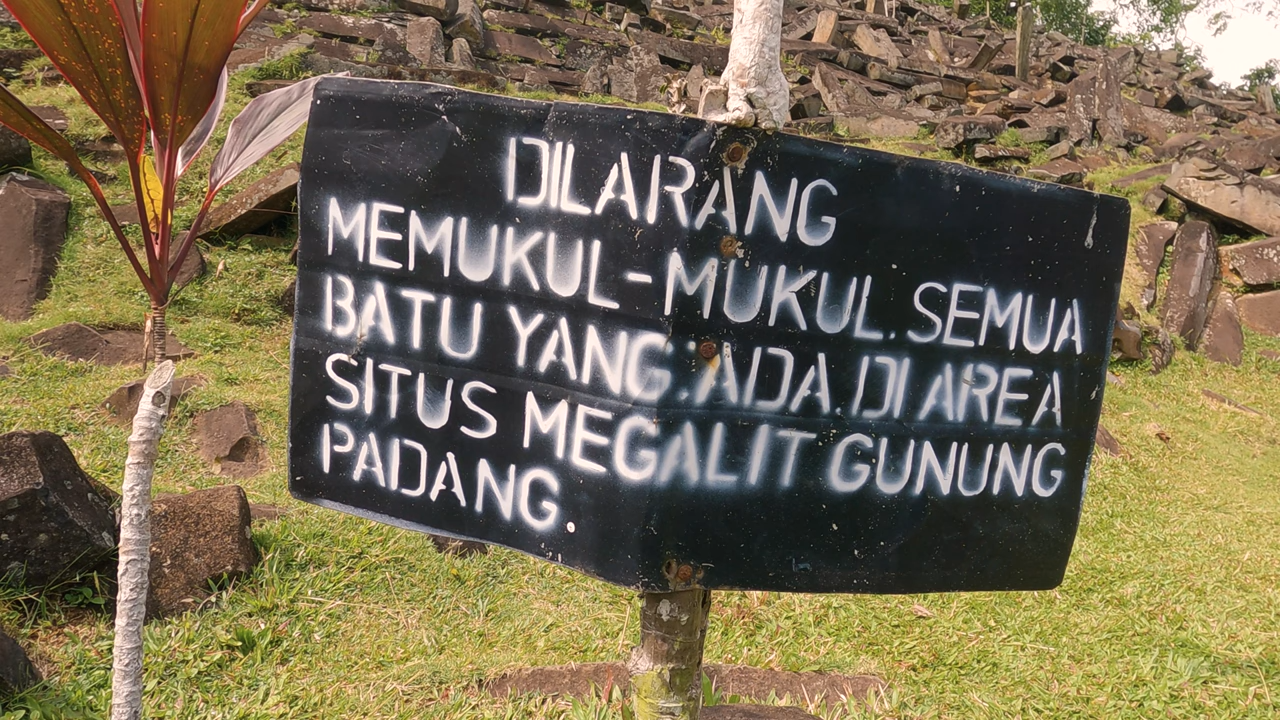 DILARANG
MEMUKUL-MUKUL. SEMUA
BATU YANG. ADA. DI AREA
SITUS MEGALIT GUNUNG
PADANG.